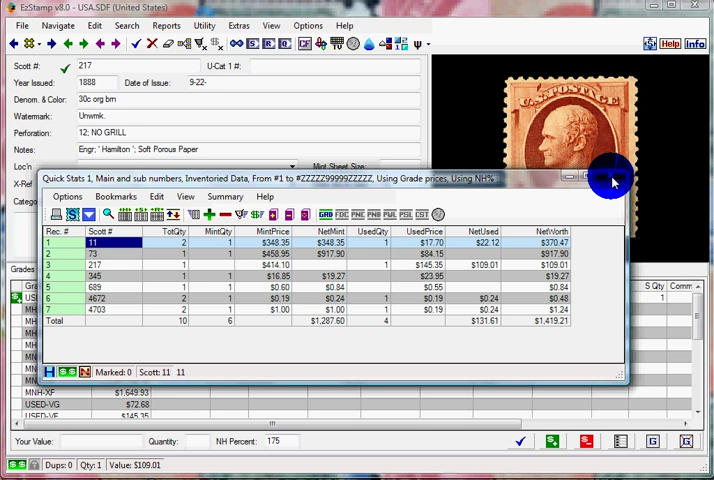 EzStamp v8.0 - USA.SDF (United States)
File Navigate Edit Search Reports Utility Extras View Options Help
S R Q CF TV Help Info
Scott #: 217 U-Cat 1 #:
Year Issued: 1888 Date of Issue: 9-22-
Denom. & Color: 30c org brn
Watermark: Unwmk.
Perforation: 12; NO GRILL
Notes: Engr; ' Hamilton '; Soft Porous Paper
Loc'n Mint Sheet Size:
X-Ref
Catego
U.S. POSTAGE
Quick Stats 1, Main and sub numbers, Inventoried Data, From #1 to #ZZZZZ99999ZZZZZ, Using Grade prices, Using NH%
Options Bookmarks Edit View Summary Help
GRD FDC PNC PNB PWL PSL CST
Rec. # Scott # TotQty MintQty MintPrice NetMint UsedQty UsedPrice NetUsed NetWorth
1 11 2 1 $348.35 $348.35 1 $17.70 $22.12 $370.47
2 73 2 1 $458.95 $917.90 $84.15 $917.90
3 217 1 $414.10 1 $145.35 $109.01 $109.01
4 345 1 1 $16.85 $19.27 $23.95 $19.27
5 689 1 1 $0.60 $0.84 $0.55 $0.84
6 4672 2 1 $0.19 $0.24 1 $0.19 $0.24 $0.48
7 4703 2 1 $1.00 $1.00 1 $0.19 $0.24 $1.24
Total 10 6 $1,287.60 4 $131.61 $1,419.21
H $$ N Marked: 0 Scott: 11 11
Grades
Gra S Qty Comm
USE 1
MH-
MNH-XF $1,649.93
USED-VG $72.68
USED-VF $145.35
Your Value: Quantity: NH Percent: 175
G G
$$ Dups: 0 Qty: 1 Value: $109.01